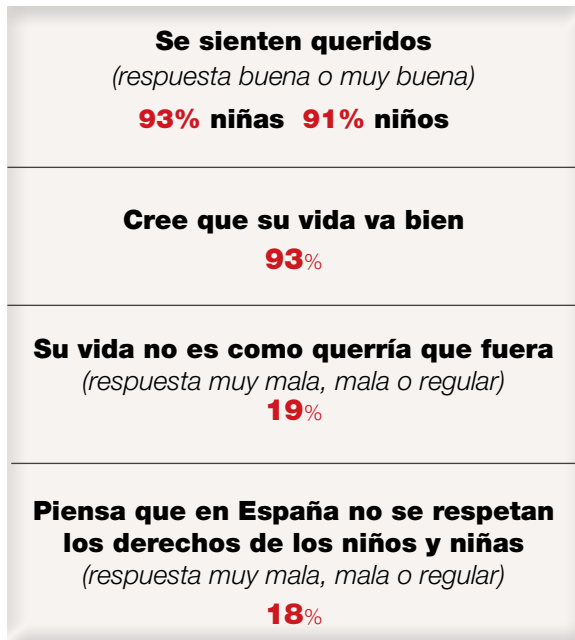 Se sienten queridos
(respuesta buena o muy buena)
93% niñas 91% niños
Cree que su vida va bien
93%
Su vida no es como querría que fuera
(respuesta muy mala, mala o regular)
19%
Piensa que en España no se respetan
los derechos de los niños y niñas
(respuesta muy mala, mala o regular)
18%